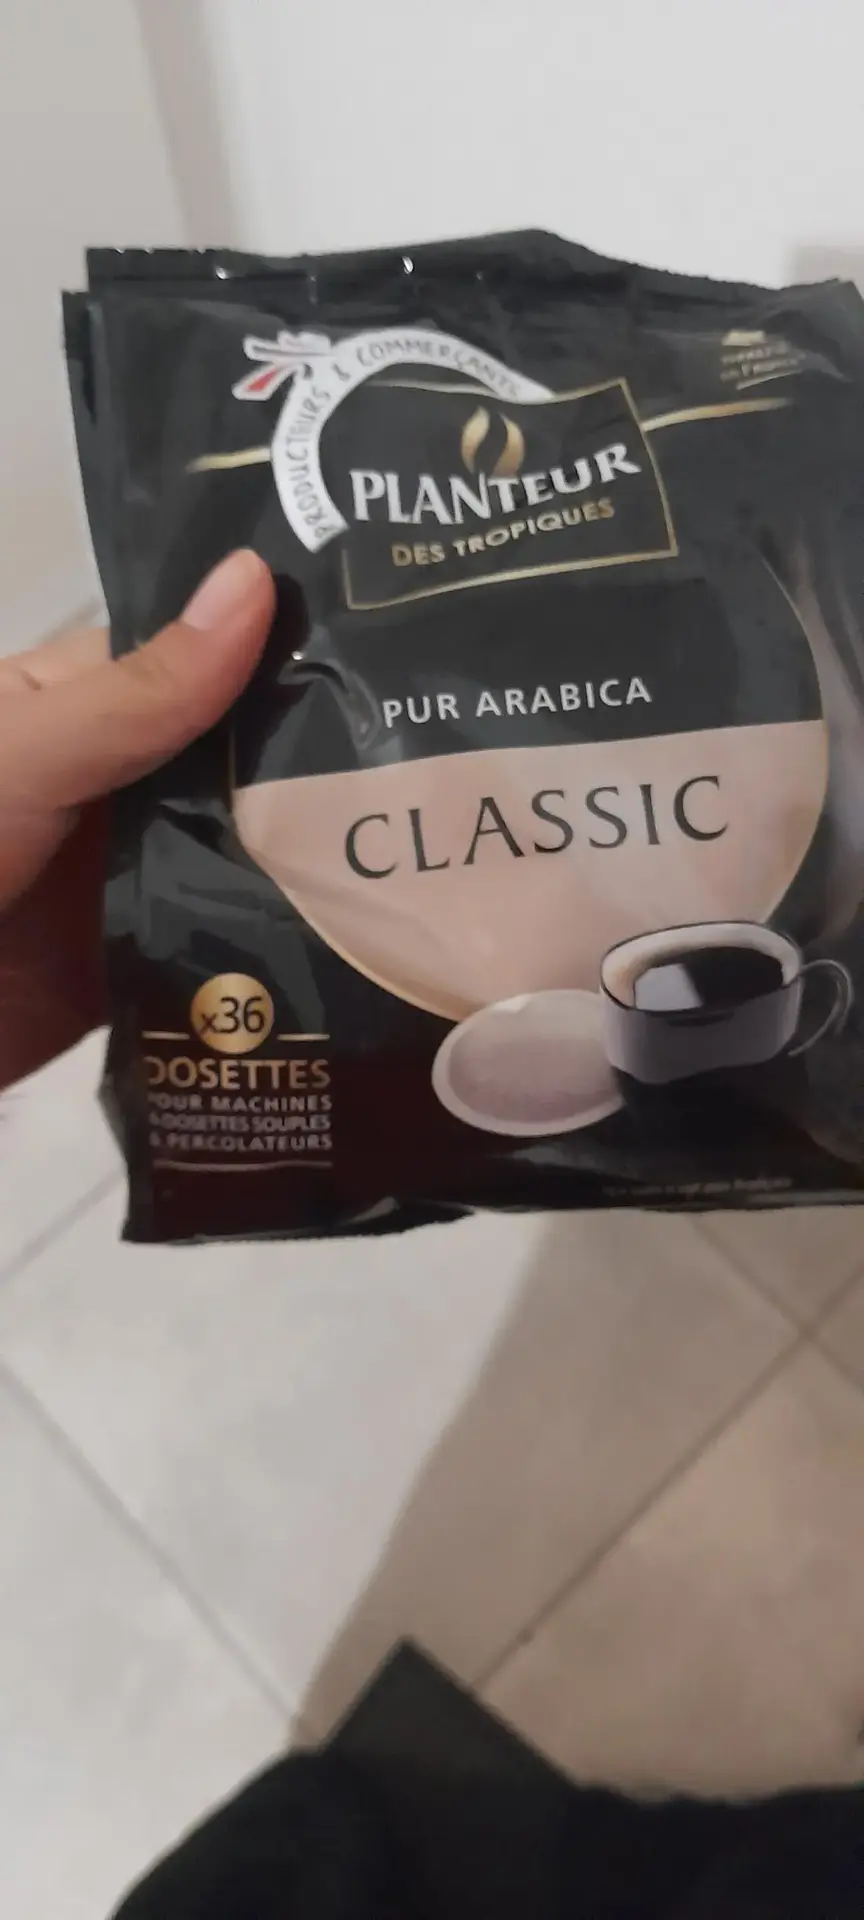 PRODUCTEURS & COMMERÇANTS
PLANTEUR
DES TROPIQUES
PUR ARABICA
CLASSIC
x36
DOSETTES
POUR MACHINES
À DOSETTES SOUPLES
& PERCOLATEURS